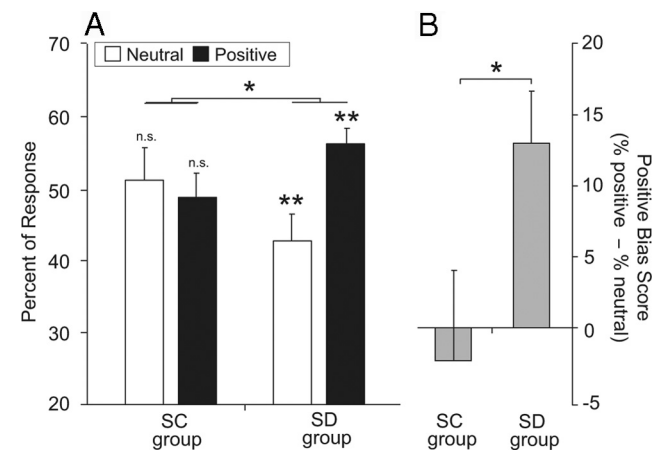 A
B
Neutral
Positive
70
60
50
40
30
20
Percent of Response
n.s.
n.s.
*
**
**
SC
group
SD
group
*
20
15
10
5
0
-5
Positive Bias Score
(% positive – % neutral)
SC
group
SD
group